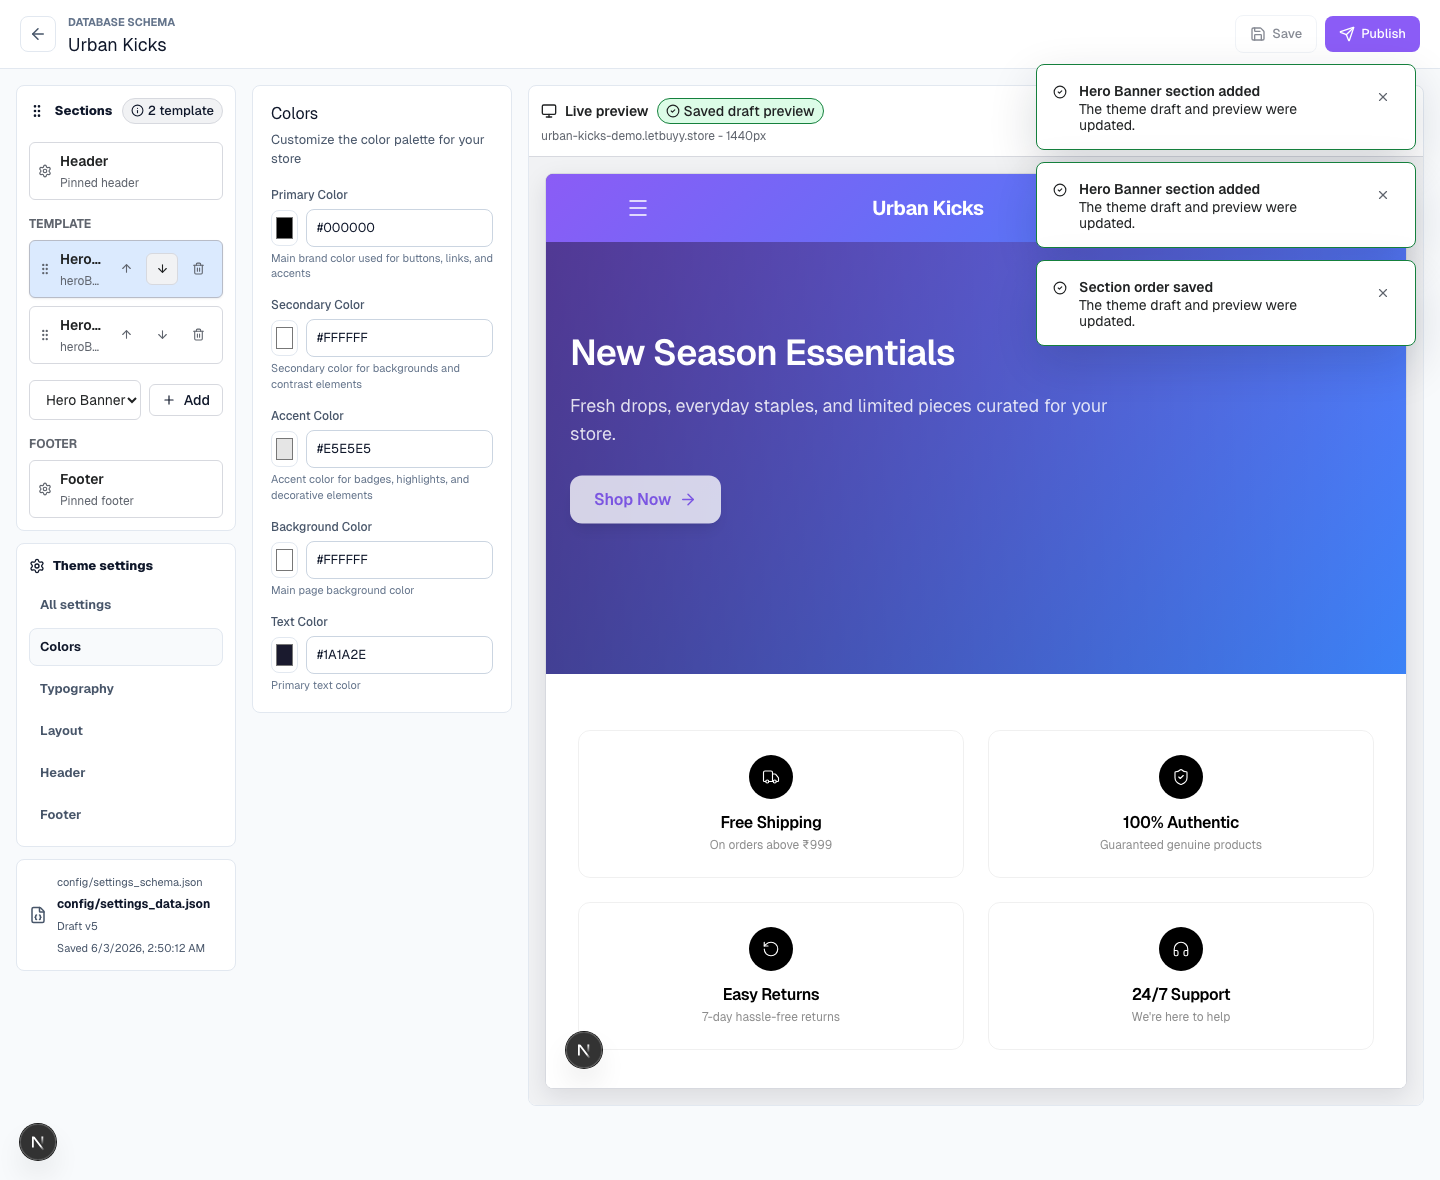 DATABASE SCHEMA
Urban Kicks
Save
Publish
Sections
2 template
Header
Pinned header
TEMPLATE
Hero...
heroB...
Hero...
heroB...
Hero Banner
Add
FOOTER
Footer
Pinned footer
Theme settings
All settings
Colors
Typography
Layout
Header
Footer
config/settings_schema.json
config/settings_data.json
Draft v5
Saved 6/3/2026, 2:50:12 AM
Colors
Customize the color palette for your
store
Primary Color
#000000
Main brand color used for buttons, links, and
accents
Secondary Color
#FFFFFF
Secondary color for backgrounds and
contrast elements
Accent Color
#E5E5E5
Accent color for badges, highlights, and
decorative elements
Background Color
#FFFFFF
Main page background color
Text Color
#1A1A2E
Primary text color
Live preview
Saved draft preview
urban-kicks-demo.letbuyy.store - 1440px
Hero Banner section added
The theme draft and preview were
updated.
Hero Banner section added
The theme draft and preview were
updated.
Section order saved
The theme draft and preview were
updated.
Urban Kicks
New Season Essentials
Fresh drops, everyday staples, and limited pieces curated for your
store.
Shop Now
Free Shipping
On orders above ₹999
100% Authentic
Guaranteed genuine products
Easy Returns
7-day hassle-free returns
24/7 Support
We're here to help
N
N